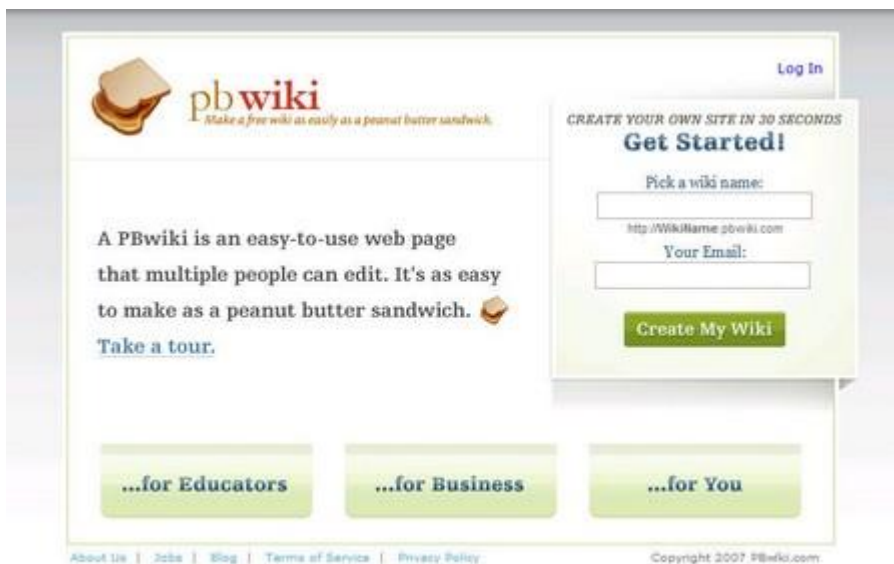 Log In
pbwiki
Make a free wiki as easily as a peanut butter sandwich.
CREATE YOUR OWN SITE IN 30 SECONDS
Get Started!
Pick a wiki name:
http://WikiName.pbwiki.com
Your Email:
Create My Wiki
A PBwiki is an easy-to-use web page
that multiple people can edit. It's as easy
to make as a peanut butter sandwich.
Take a tour.
...for Educators
...for Business
...for You
About Us | Jobs | Blog | Terms of Service | Privacy Policy
Copyright 2007 PBwiki.com